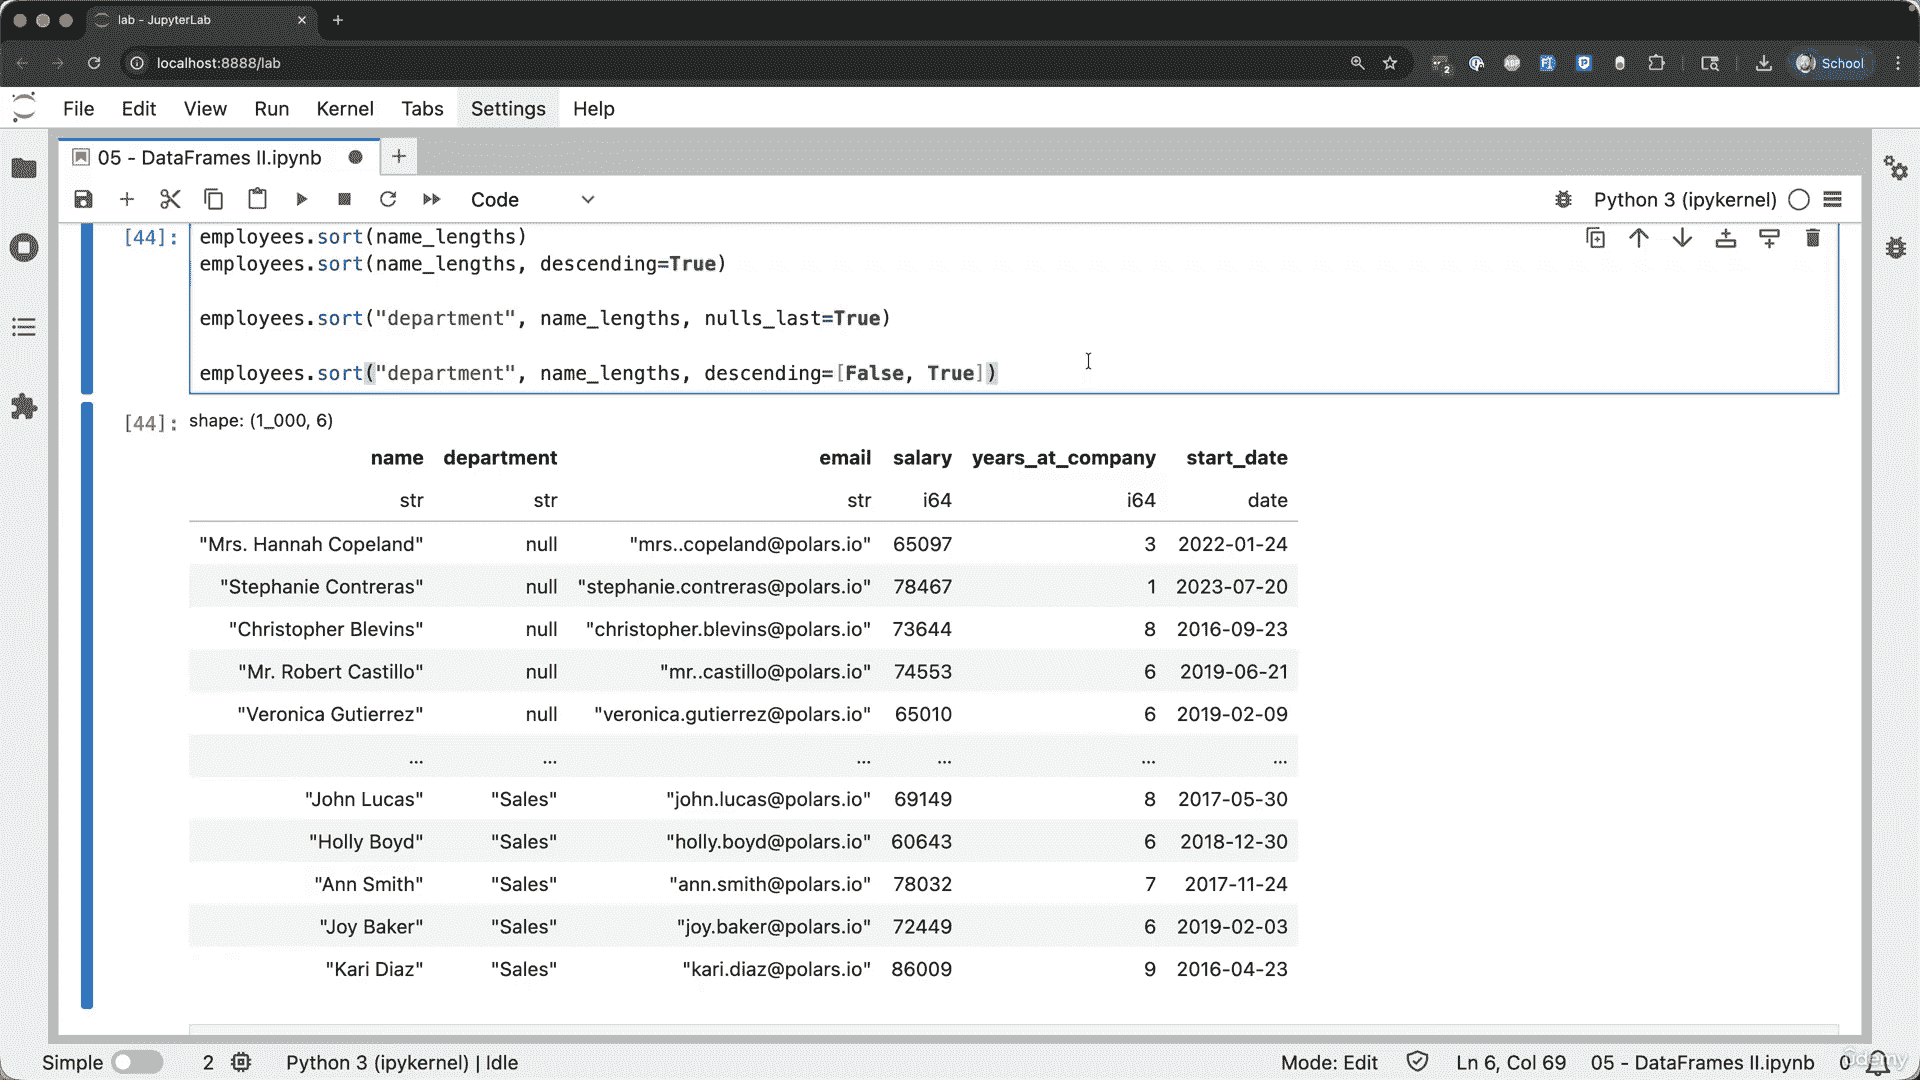 lab - JupyterLab
localhost:8888/lab
2
ABP
School
File Edit View Run Kernel Tabs Settings Help
05 - DataFrames II.ipynb
Code
Python 3 (ipykernel)
[44]:
employees.sort(name_lengths)
employees.sort(name_lengths, descending=True)
employees.sort("department", name_lengths, nulls_last=True)
employees.sort("department", name_lengths, descending=[False, True])
[44]: shape: (1_000, 6)
name department email salary years_at_company start_date
str str str i64 i64 date
"Mrs. Hannah Copeland" null "mrs..copeland@polars.io" 65097 3 2022-01-24
"Stephanie Contreras" null "stephanie.contreras@polars.io" 78467 1 2023-07-20
"Christopher Blevins" null "christopher.blevins@polars.io" 73644 8 2016-09-23
"Mr. Robert Castillo" null "mr..castillo@polars.io" 74553 6 2019-06-21
"Veronica Gutierrez" null "veronica.gutierrez@polars.io" 65010 6 2019-02-09
... ... ... ... ... ...
"John Lucas" "Sales" "john.lucas@polars.io" 69149 8 2017-05-30
"Holly Boyd" "Sales" "holly.boyd@polars.io" 60643 6 2018-12-30
"Ann Smith" "Sales" "ann.smith@polars.io" 78032 7 2017-11-24
"Joy Baker" "Sales" "joy.baker@polars.io" 72449 6 2019-02-03
"Kari Diaz" "Sales" "kari.diaz@polars.io" 86009 9 2016-04-23
Simple 2 Python 3 (ipykernel) | Idle Mode: Edit Ln 6, Col 69 05 - DataFrames II.ipynb 0
Udemy